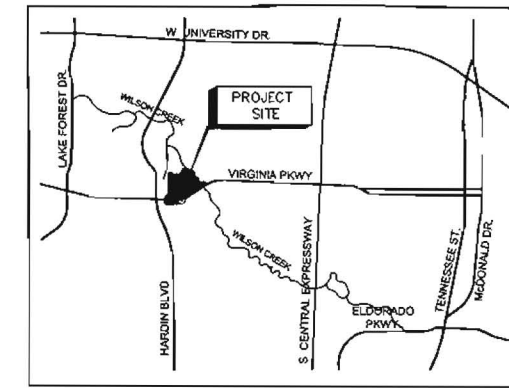 W UNIVERSITY DR.
LAKE FOREST DR.
WILSON CREEK
PROJECT
SITE
VIRGINIA PKWY
WILSON CREEK
HARDIN BLVD
S CENTRAL EXPRESSWAY
ELDORADO
PKWY
TENNESSEE ST.
McDONALD DR.